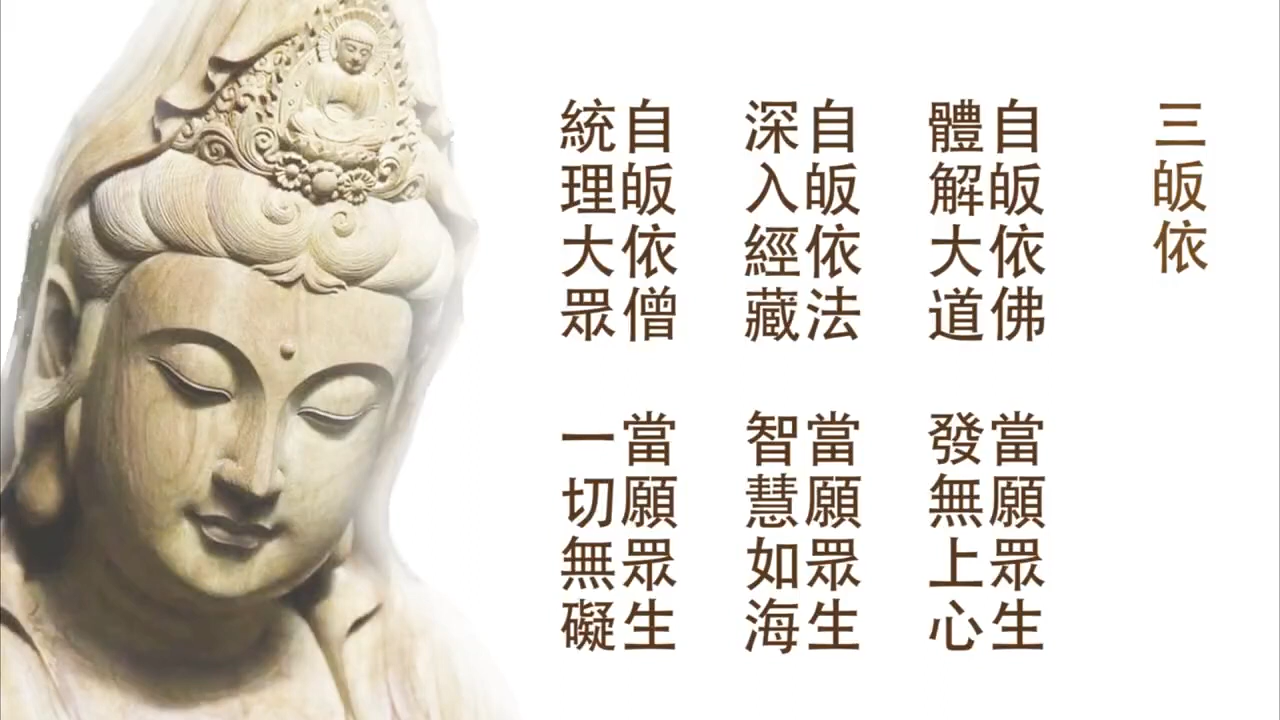 三皈依
自皈依佛 當願眾生
體解大道 發無上心
自皈依法 當願眾生
深入經藏 智慧如海
自皈依僧 當願眾生
統理大眾 一切無礙